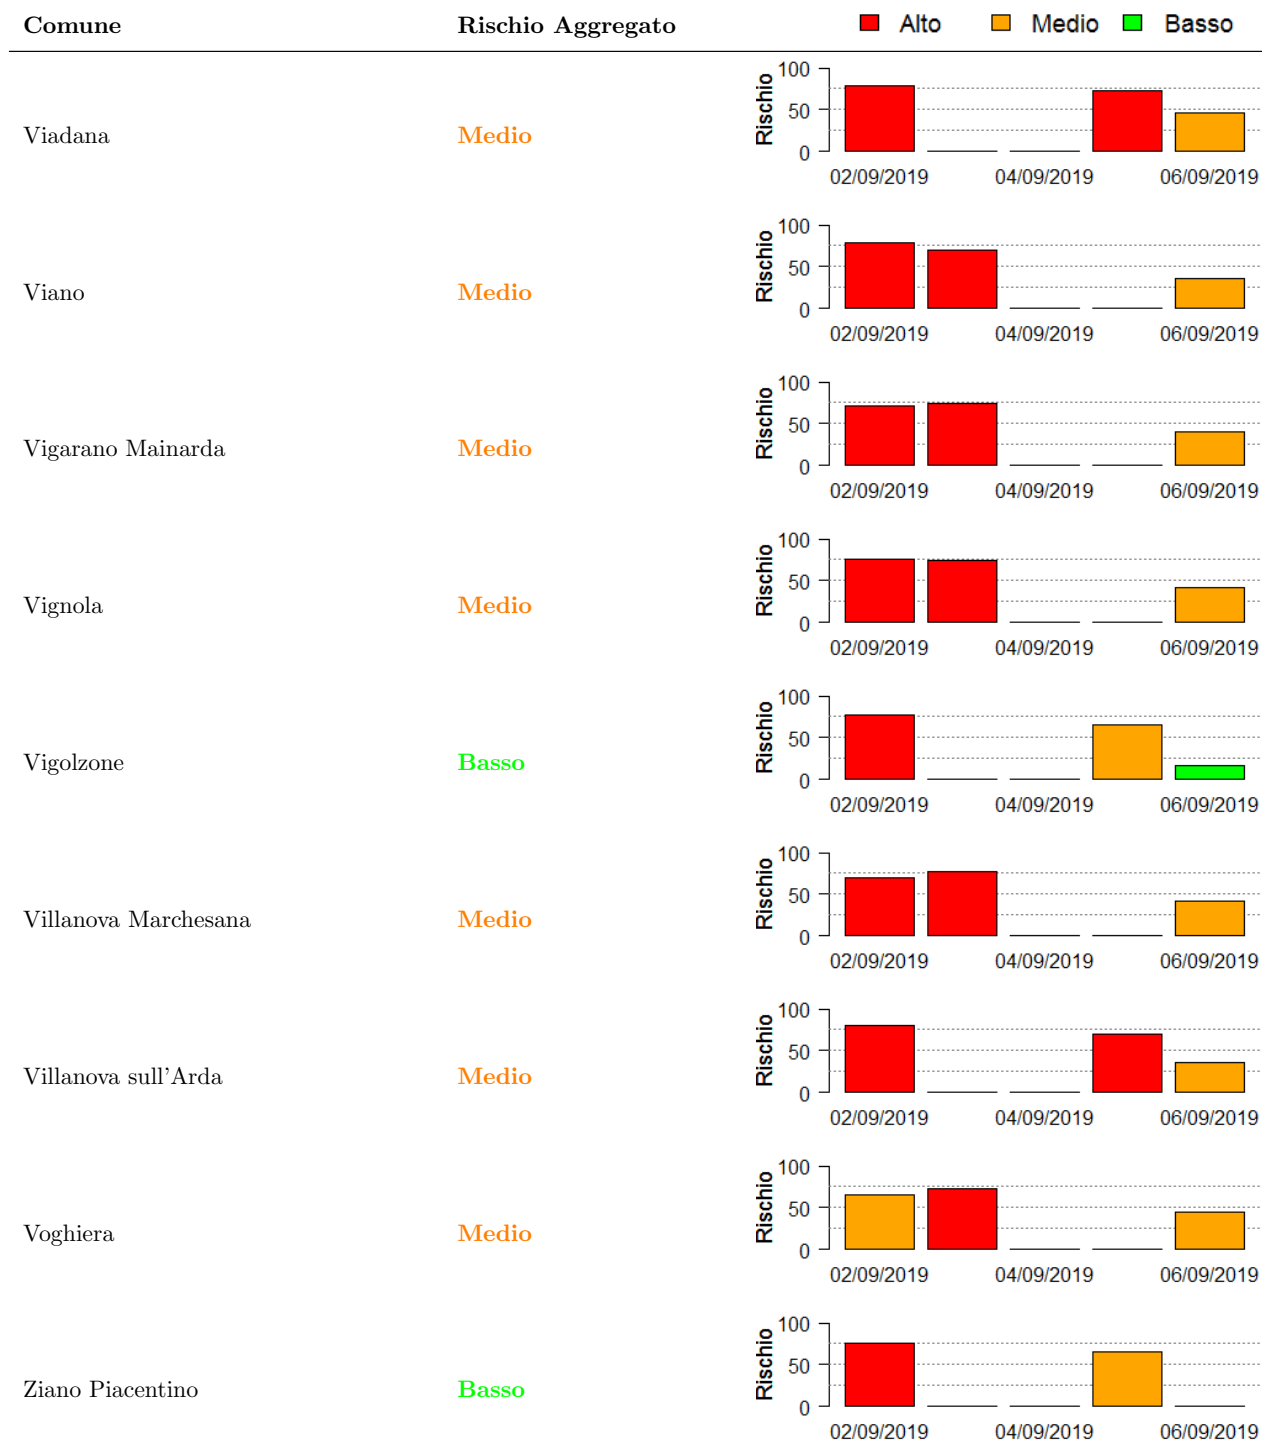 Comune Rischio Aggregato Alto Medio Basso
Viadana Medio Rischio 100 50 0
02/09/2019 04/09/2019 06/09/2019
Viano Medio Rischio 100 50 0
02/09/2019 04/09/2019 06/09/2019
Vigarano Mainarda Medio Rischio 100 50 0
02/09/2019 04/09/2019 06/09/2019
Vignola Medio Rischio 100 50 0
02/09/2019 04/09/2019 06/09/2019
Vigolzone Basso Rischio 100 50 0
02/09/2019 04/09/2019 06/09/2019
Villanova Marchesana Medio Rischio 100 50 0
02/09/2019 04/09/2019 06/09/2019
Villanova sull'Arda Medio Rischio 100 50 0
02/09/2019 04/09/2019 06/09/2019
Voghiera Medio Rischio 100 50 0
02/09/2019 04/09/2019 06/09/2019
Ziano Piacentino Basso Rischio 100 50 0
02/09/2019 04/09/2019 06/09/2019